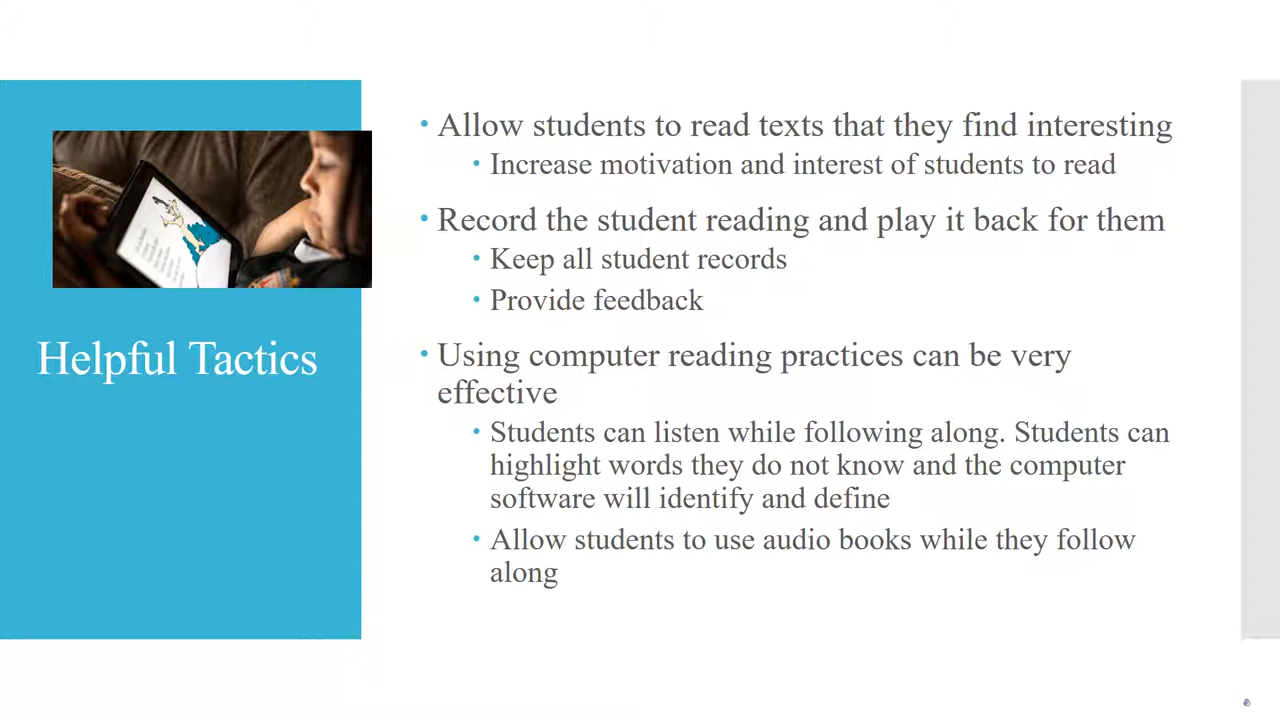 Helpful Tactics
• Allow students to read texts that they find interesting
• Increase motivation and interest of students to read
• Record the student reading and play it back for them
• Keep all student records
• Provide feedback
• Using computer reading practices can be very
effective
• Students can listen while following along. Students can
highlight words they do not know and the computer
software will identify and define
• Allow students to use audio books while they follow
along